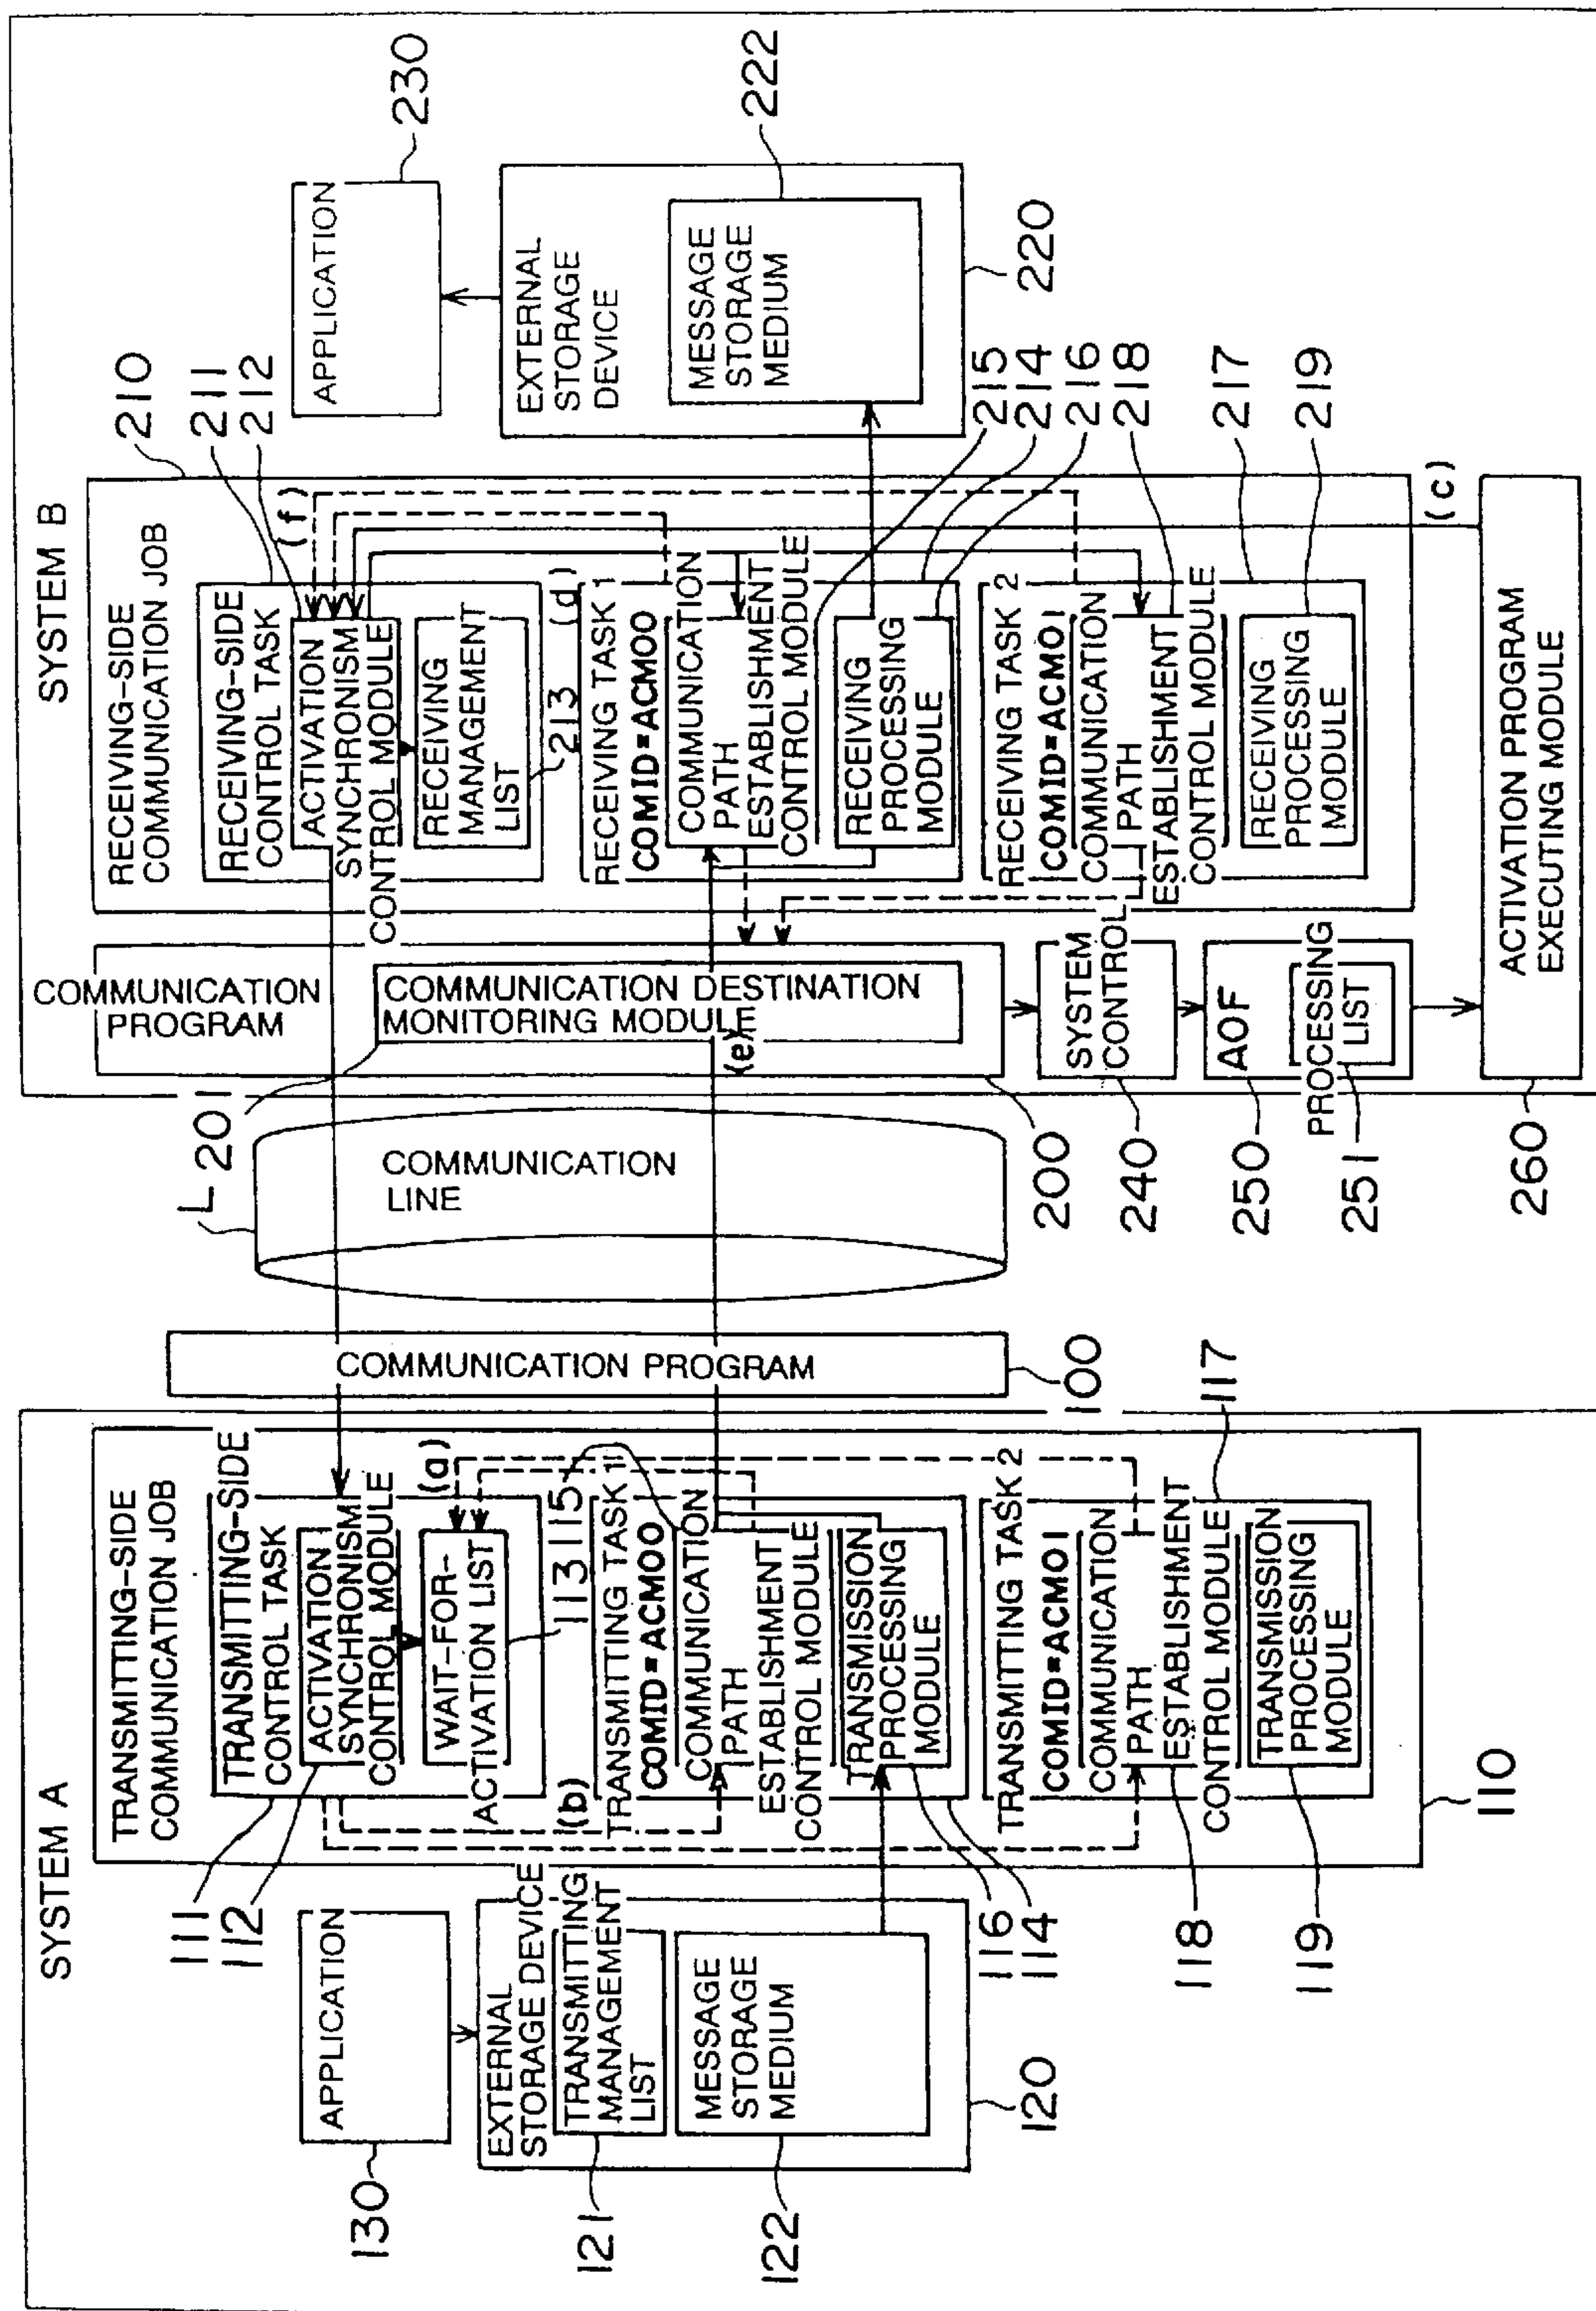 SYSTEM A
TRANSMITTING-SIDE
COMMUNICATION JOB
TRANSMITTING-SIDE
CONTROL TASK
ACTIVATION
SYNCHRONISM
CONTROL MODULE
WAIT-FOR-
ACTIVATION LIST
111
112
113
(a)
(b)
115
TRANSMITTING TASK 1
COMID=ACM00
COMMUNICATION
PATH
ESTABLISHMENT
CONTROL MODULE
TRANSMISSION
PROCESSING
MODULE
116
114
TRANSMITTING TASK 2
COMID=ACM01
COMMUNICATION
PATH
ESTABLISHMENT
CONTROL MODULE
TRANSMISSION
PROCESSING
MODULE
117
118
119
110
APPLICATION
130
EXTERNAL
STORAGE DEVICE
TRANSMITTING
MANAGEMENT
LIST
MESSAGE
STORAGE
MEDIUM
121
122
120
COMMUNICATION PROGRAM
100
L
COMMUNICATION
LINE
SYSTEM B
COMMUNICATION
PROGRAM
COMMUNICATION DESTINATION
MONITORING MODULE
201
(e)
200
SYSTEM
CONTROL
240
AOF
PROCESSING
LIST
250
251
ACTIVATION PROGRAM
EXECUTING MODULE
260
(c)
RECEIVING-SIDE
COMMUNICATION JOB
210
RECEIVING-SIDE
CONTROL TASK
ACTIVATION
SYNCHRONISM
CONTROL MODULE
RECEIVING
MANAGEMENT
LIST
211
212
213
(f)
(d)
RECEIVING TASK 1
COMID=ACM00
COMMUNICATION
PATH
ESTABLISHMENT
CONTROL MODULE
RECEIVING
PROCESSING
MODULE
215
214
216
RECEIVING TASK 2
COMID=ACM01
COMMUNICATION
PATH
ESTABLISHMENT
CONTROL MODULE
RECEIVING
PROCESSING
MODULE
218
217
219
APPLICATION
230
EXTERNAL
STORAGE
DEVICE
MESSAGE
STORAGE
MEDIUM
222
220